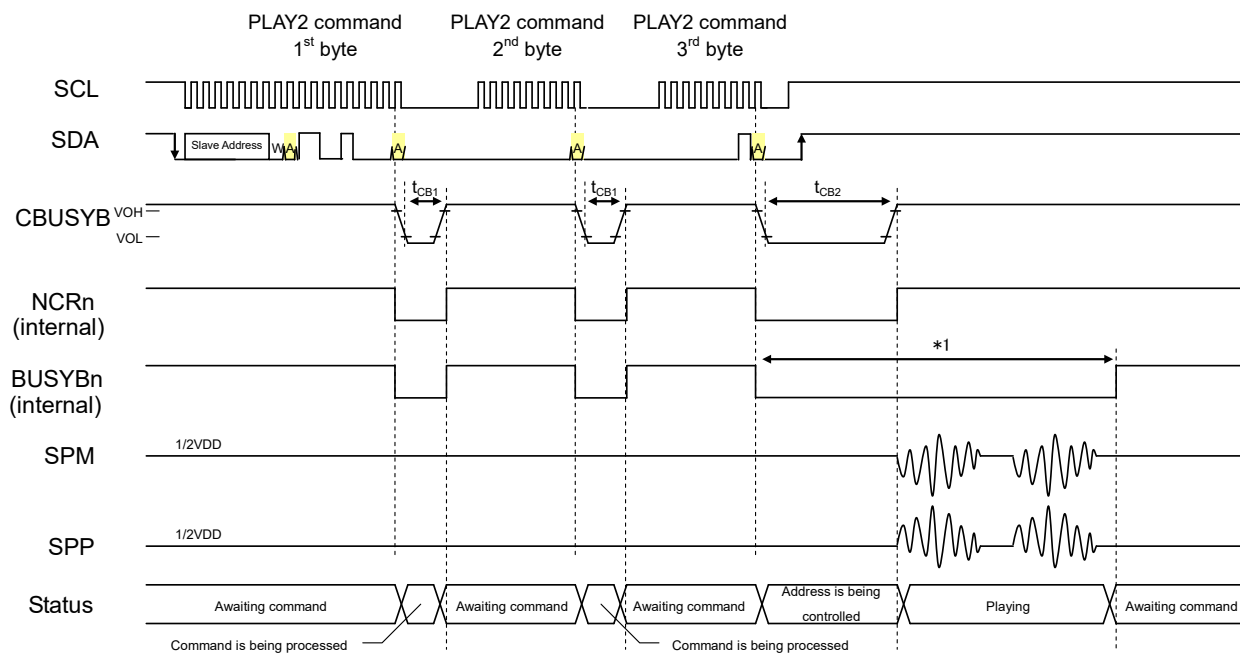 PLAY2 command
1st byte
PLAY2 command
2nd byte
PLAY2 command
3rd byte
SCL
SDA
Slave Address
W
A
A
A
A
tCB1
tCB1
tCB2
CBUSYB
VOH
VOL
NCRn
(internal)
*1
BUSYBn
(internal)
1/2VDD
SPM
1/2VDD
SPP
Status
Awaiting command
Awaiting command
Awaiting command
Address is being
controlled
Playing
Awaiting command
Command is being processed
Command is being processed